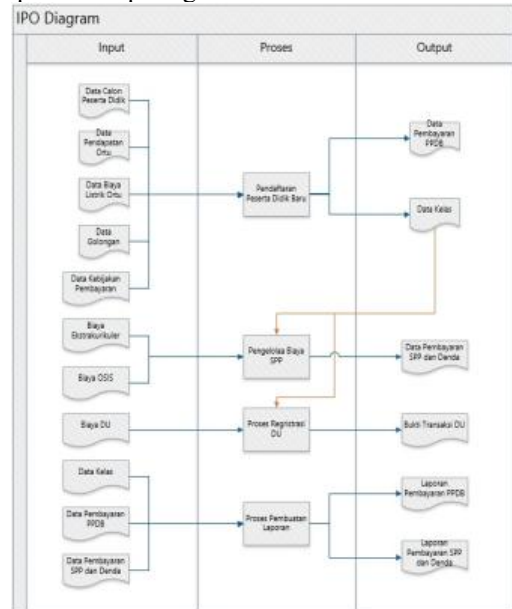 IPO Diagram
Input
Proses
Output
Data Calon
Peserta Didik
Data
Pendapatan
Ortu
Data Biaya
Listrik Ortu
Data
Golongan
Data Kebijakan
Pembayaran
Pendaftaran
Peserta Didik Baru
Data
Pembayaran
PPDB
Data Kelas
Biaya
Ekstrakurikuler
Biaya OSIS
Pengelolaa Biaya
SPP
Data Pembayaran
SPP dan Denda
Biaya DU
Proses Regristrasi
DU
Bukti Transaksi DU
Data Kelas
Data Pembayaran
PPDB
Data Pembayaran
SPP dan Denda
Proses Pembuatan
Laporan
Laporan
Pembayaran PPDB
Laporan
Pembayaran SPP
dan Denda